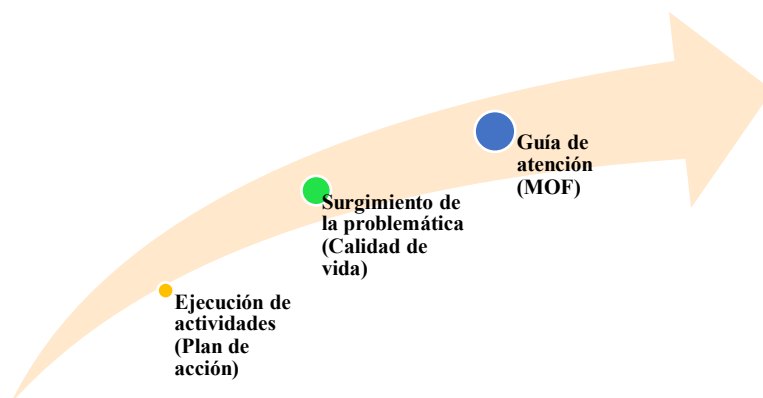 Guía de
atención
(MOF)
Surgimiento de
la problemática
(Calidad de
vida)
Ejecución de
actividades
(Plan de
acción)